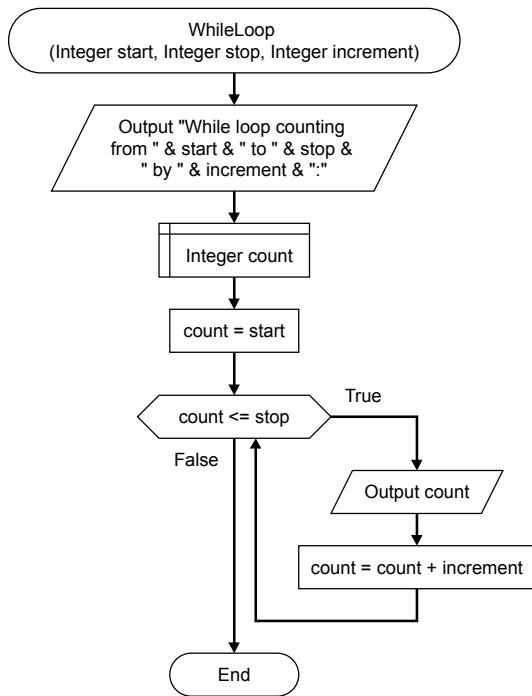 WhileLoop
(Integer start, Integer stop, Integer increment)
Output "While loop counting
from " & start & " to " & stop &
" by " & increment & ":"
Integer count
count = start
count <= stop
True
False
Output count
count = count + increment
End